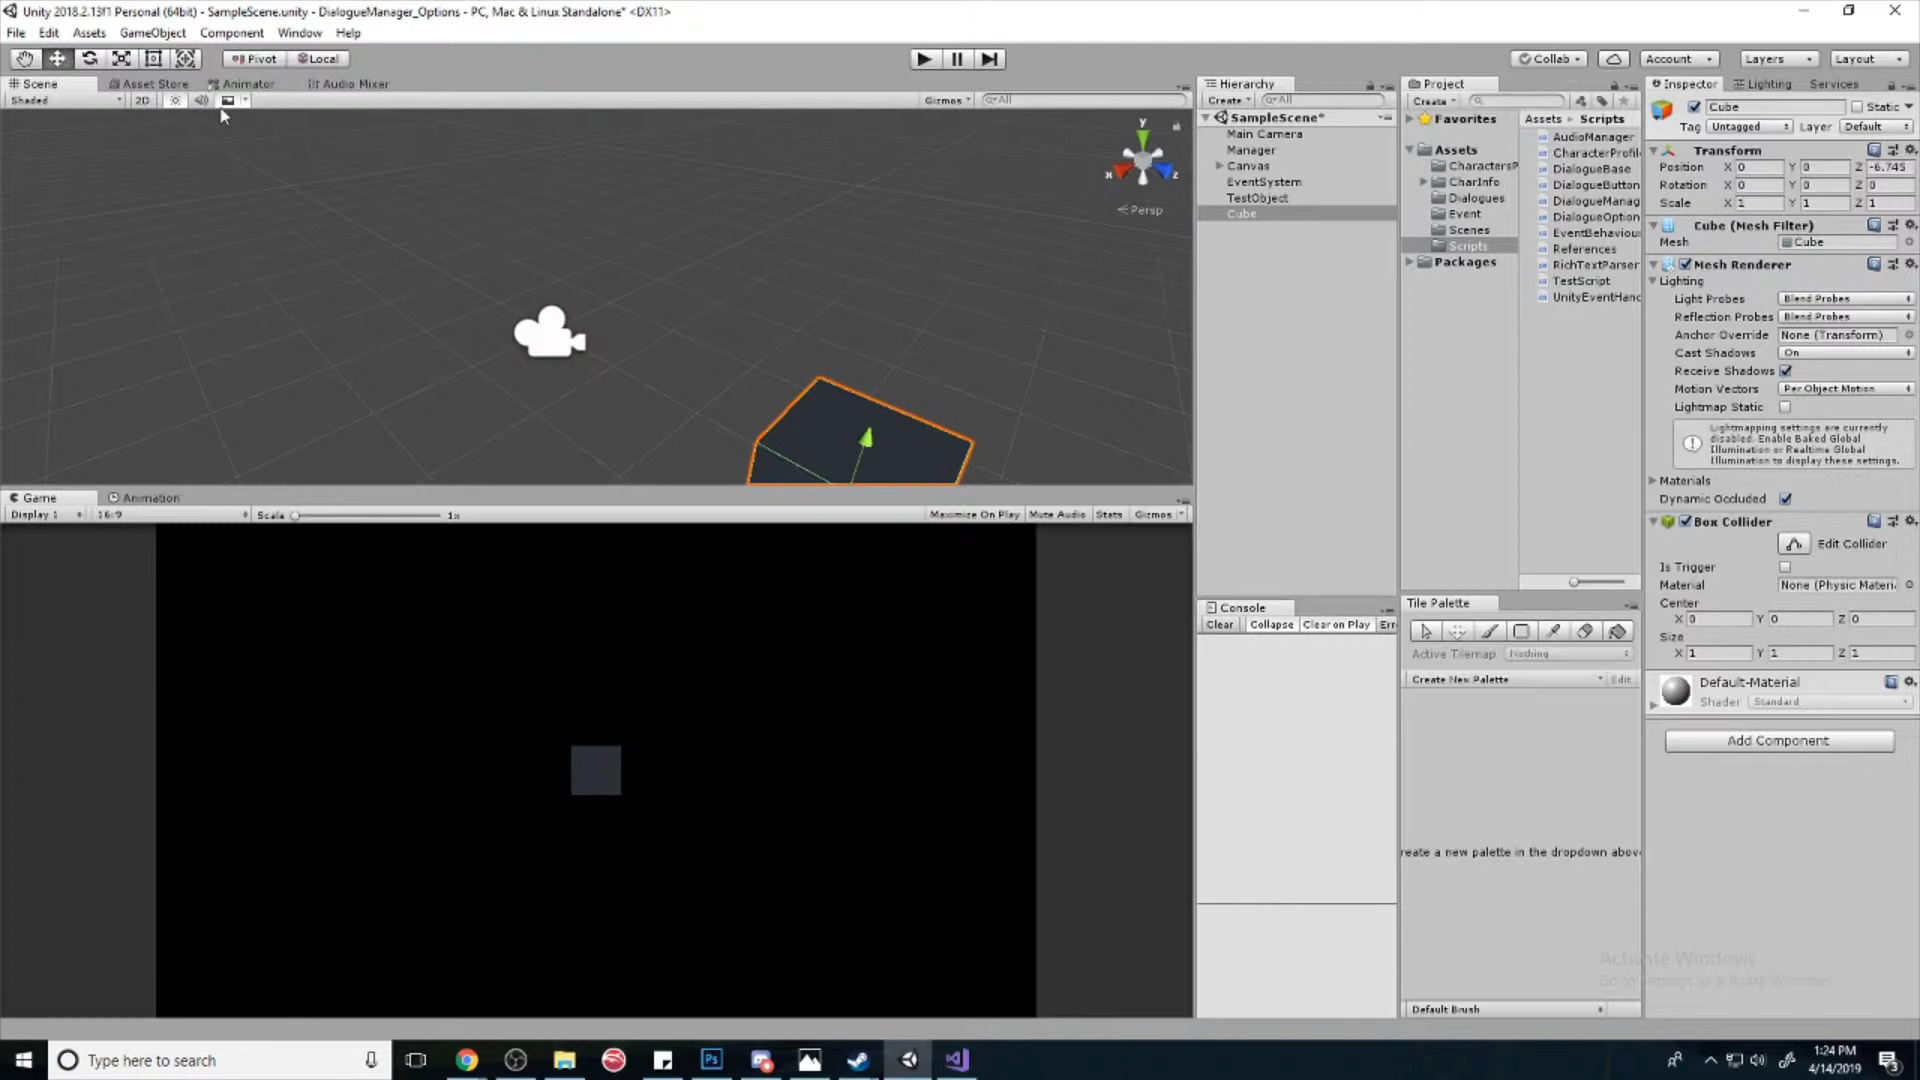 Unity 2018.2.13f1 Personal (64bit) - SampleScene.unity - DialogueManager_Options - PC, Mac & Linux Standalone* <DX11>
File Edit Assets GameObject Component Window Help
Pivot Local Collab Account Layers Layout
Scene Asset Store Animator Audio Mixer
Shaded 2D Gizmos All
y
x z
Persp
Game Animation
Display 1 16:9 Scale 1x Maximize On Play Mute Audio Stats Gizmos
Hierarchy
Create All
SampleScene*
Main Camera
Manager
Canvas
EventSystem
TestObject
Cube
Console
Clear Collapse Clear on Play Err
Project
Create
Favorites
Assets
CharactersP
CharInfo
Dialogues
Event
Scenes
Scripts
Packages
Assets Scripts
AudioManager
CharacterProfil
DialogueBase
DialogueButton
DialogueManag
DialogueOption
EventBehaviou
References
RichTextParser
TestScript
UnityEventHand
Tile Palette
Active Tilemap Nothing
Create New Palette Edit
reate a new palette in the dropdown above
Default Brush
Inspector Lighting Services
Cube Static
Tag Untagged Layer Default
Transform
Position X 0 Y 0 Z -6.745
Rotation X 0 Y 0 Z 0
Scale X 1 Y 1 Z 1
Cube (Mesh Filter)
Mesh Cube
Mesh Renderer
Lighting
Light Probes Blend Probes
Reflection Probes Blend Probes
Anchor Override None (Transform)
Cast Shadows On
Receive Shadows
Motion Vectors Per Object Motion
Lightmap Static
Lightmapping settings are currently
disabled. Enable Baked Global
Illumination or Realtime Global
Illumination to display these settings.
Materials
Dynamic Occluded
Box Collider
Edit Collider
Is Trigger
Material None (Physic Materi
Center
X 0 Y 0 Z 0
Size
X 1 Y 1 Z 1
Default-Material
Shader Standard
Add Component
Activate Windows
Go to Settings to activate Windows.
Type here to search
Ps
1:24 PM
4/14/2019
3